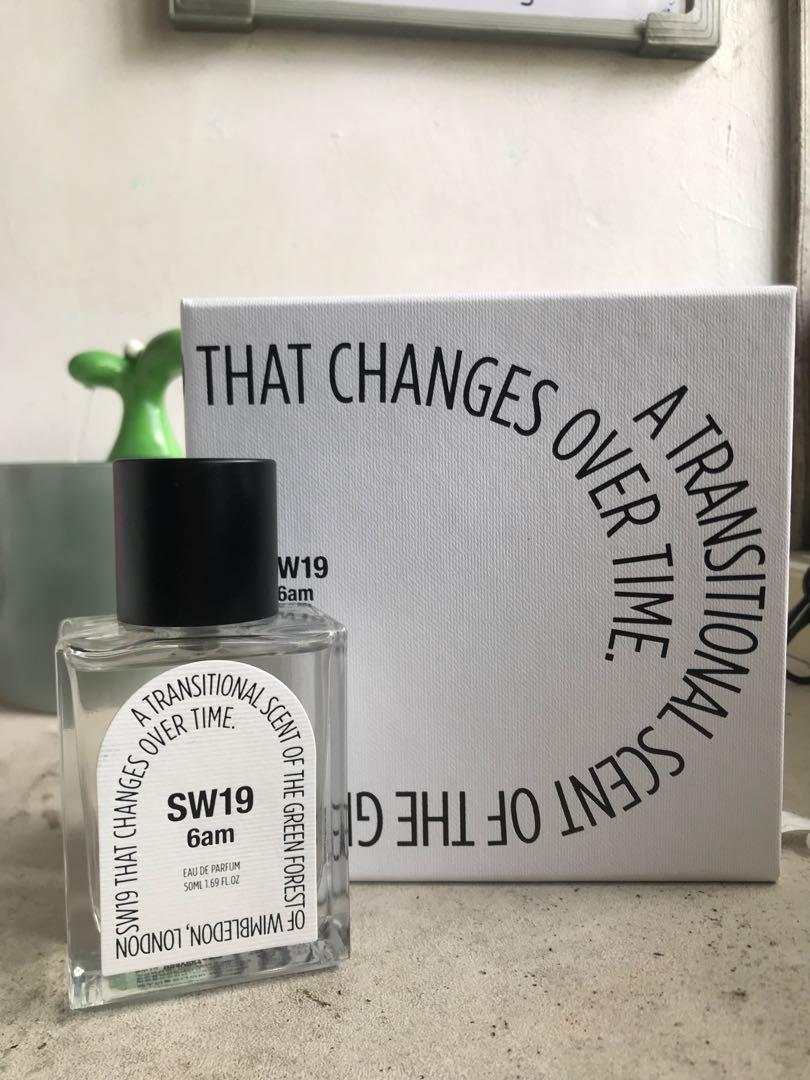 THAT CHANGES OVER TIME.
A TRANSITIONAL SCENT OF THE
W19
6am
A TRANSITIONAL SCENT OF THE GREEN FOREST
OF WIMBLEDON, LONDON
SW19 THAT CHANGES OVER TIME.
SW19
6am
EAU DE PARFUM
50ML 1.69 FL.OZ